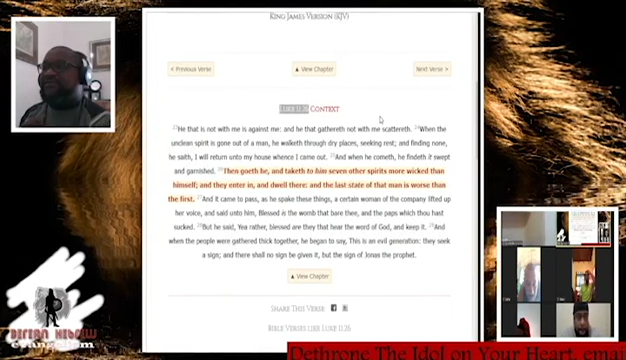 KING JAMES VERSION (KJV)
< Previous Verse
▲ View Chapter
Next Verse >
LUKE 11:26 CONTEXT
23He that is not with me is against me: and he that gathereth not with me scattereth. 24When the
unclean spirit is gone out of a man, he walketh through dry places, seeking rest; and finding none,
he saith, I will return unto my house whence I came out. 25And when he cometh, he findeth it swept
and garnished. 26Then goeth he, and taketh to him seven other spirits more wicked than
himself; and they enter in, and dwell there: and the last state of that man is worse than
the first. 27And it came to pass, as he spake these things, a certain woman of the company lifted up
her voice, and said unto him, Blessed is the womb that bare thee, and the paps which thou hast
sucked. 28But he said, Yea rather, blessed are they that hear the word of God, and keep it. 29And
when the people were gathered thick together, he began to say, This is an evil generation: they seek
a sign; and there shall no sign be given it, but the sign of Jonas the prophet.
▲ View Chapter
SHARE THIS VERSE:
BIBLE VERSES LIKE LUKE 11:26
BEREAN HEBREW
evangelism
Dethrone The Idol on Your Heart,